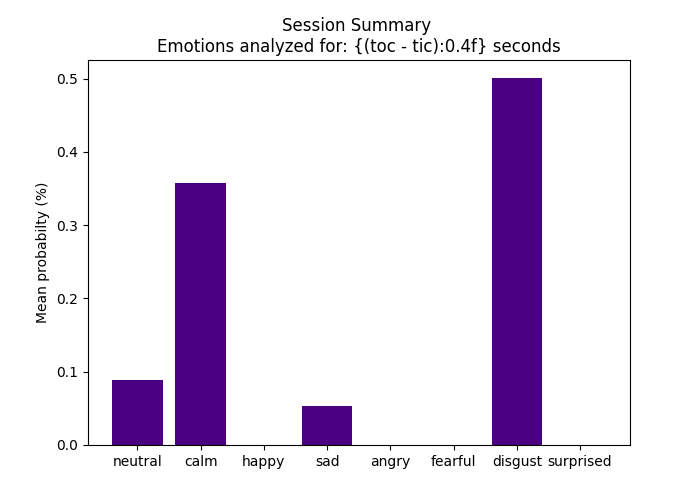 Session Summary
Emotions analyzed for: {(toc - tic):0.4f} seconds
Mean probabilty (%)
0.5
0.4
0.3
0.2
0.1
0.0
neutral calm happy sad angry fearful disgust surprised